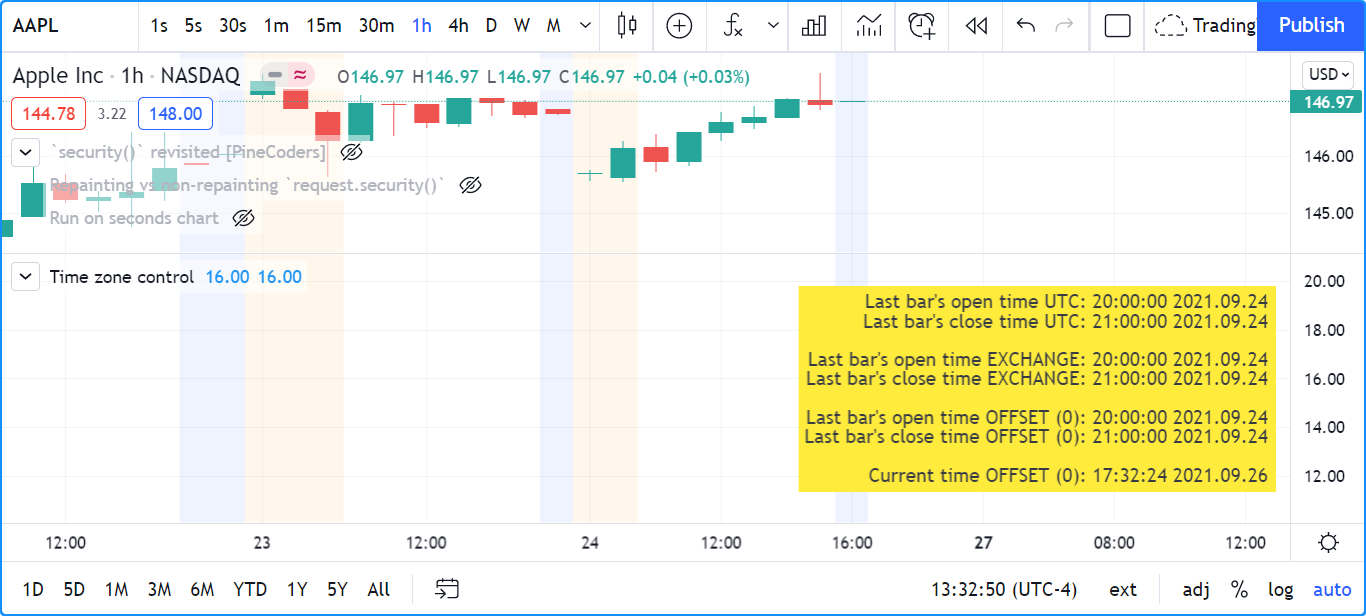 AAPL 1s 5s 30s 1m 15m 30m 1h 4h D W M Trading Publish
Apple Inc · 1h · NASDAQ O146.97 H146.97 L146.97 C146.97 +0.04 (+0.03%) USD
144.78 3.22 148.00 146.97
`security()` revisited [PineCoders] 146.00
Repainting vs non-repainting `request.security()`
Run on seconds chart 145.00
Time zone control 16.00 16.00 20.00
Last bar's open time UTC: 20:00:00 2021.09.24
Last bar's close time UTC: 21:00:00 2021.09.24 18.00
Last bar's open time EXCHANGE: 20:00:00 2021.09.24
Last bar's close time EXCHANGE: 21:00:00 2021.09.24 16.00
Last bar's open time OFFSET (0): 20:00:00 2021.09.24
Last bar's close time OFFSET (0): 21:00:00 2021.09.24 14.00
Current time OFFSET (0): 17:32:24 2021.09.26 12.00
12:00 23 12:00 24 12:00 16:00 27 08:00 12:00
1D 5D 1M 3M 6M YTD 1Y 5Y All 13:32:50 (UTC-4) ext adj % log auto